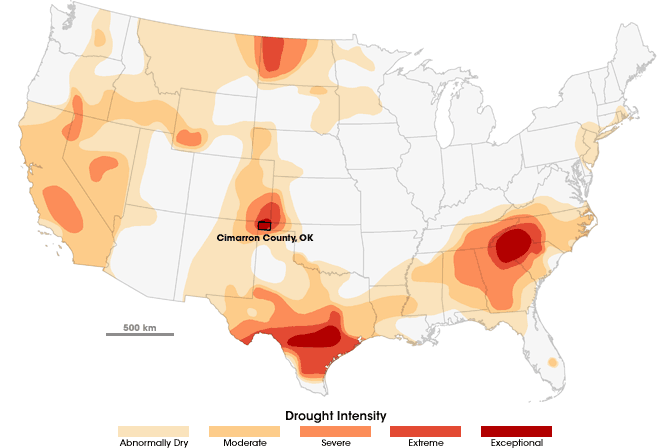 Cimarron County, OK
500 km
Drought Intensity
Abnormally Dry Moderate Severe Extreme Exceptional